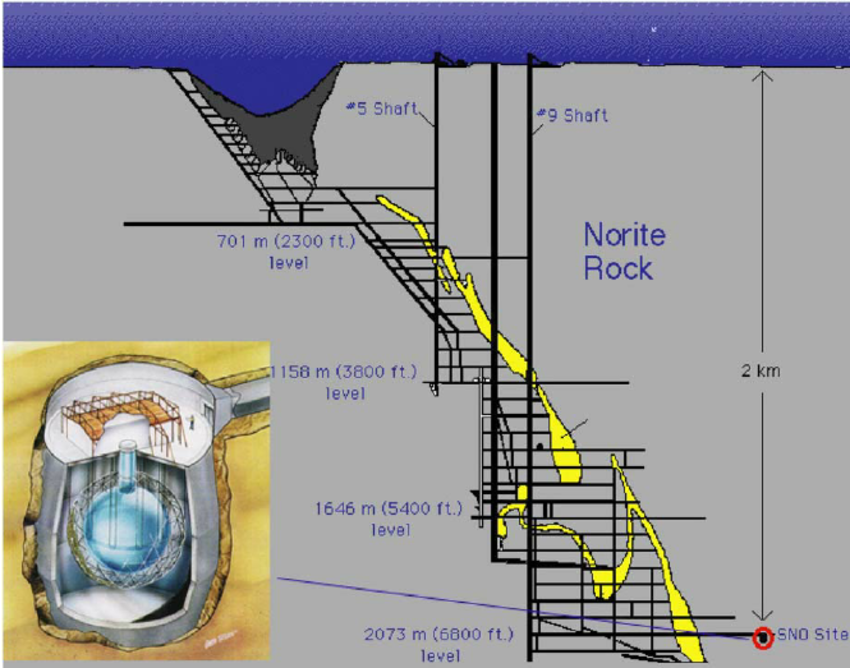 #5 Shaft
#9 Shaft
701 m (2300 ft.)
level
Norite
Rock
1158 m (3800 ft.)
level
2 km
1646 m (5400 ft.)
level
2073 m (6800 ft.)
level
SNO Site